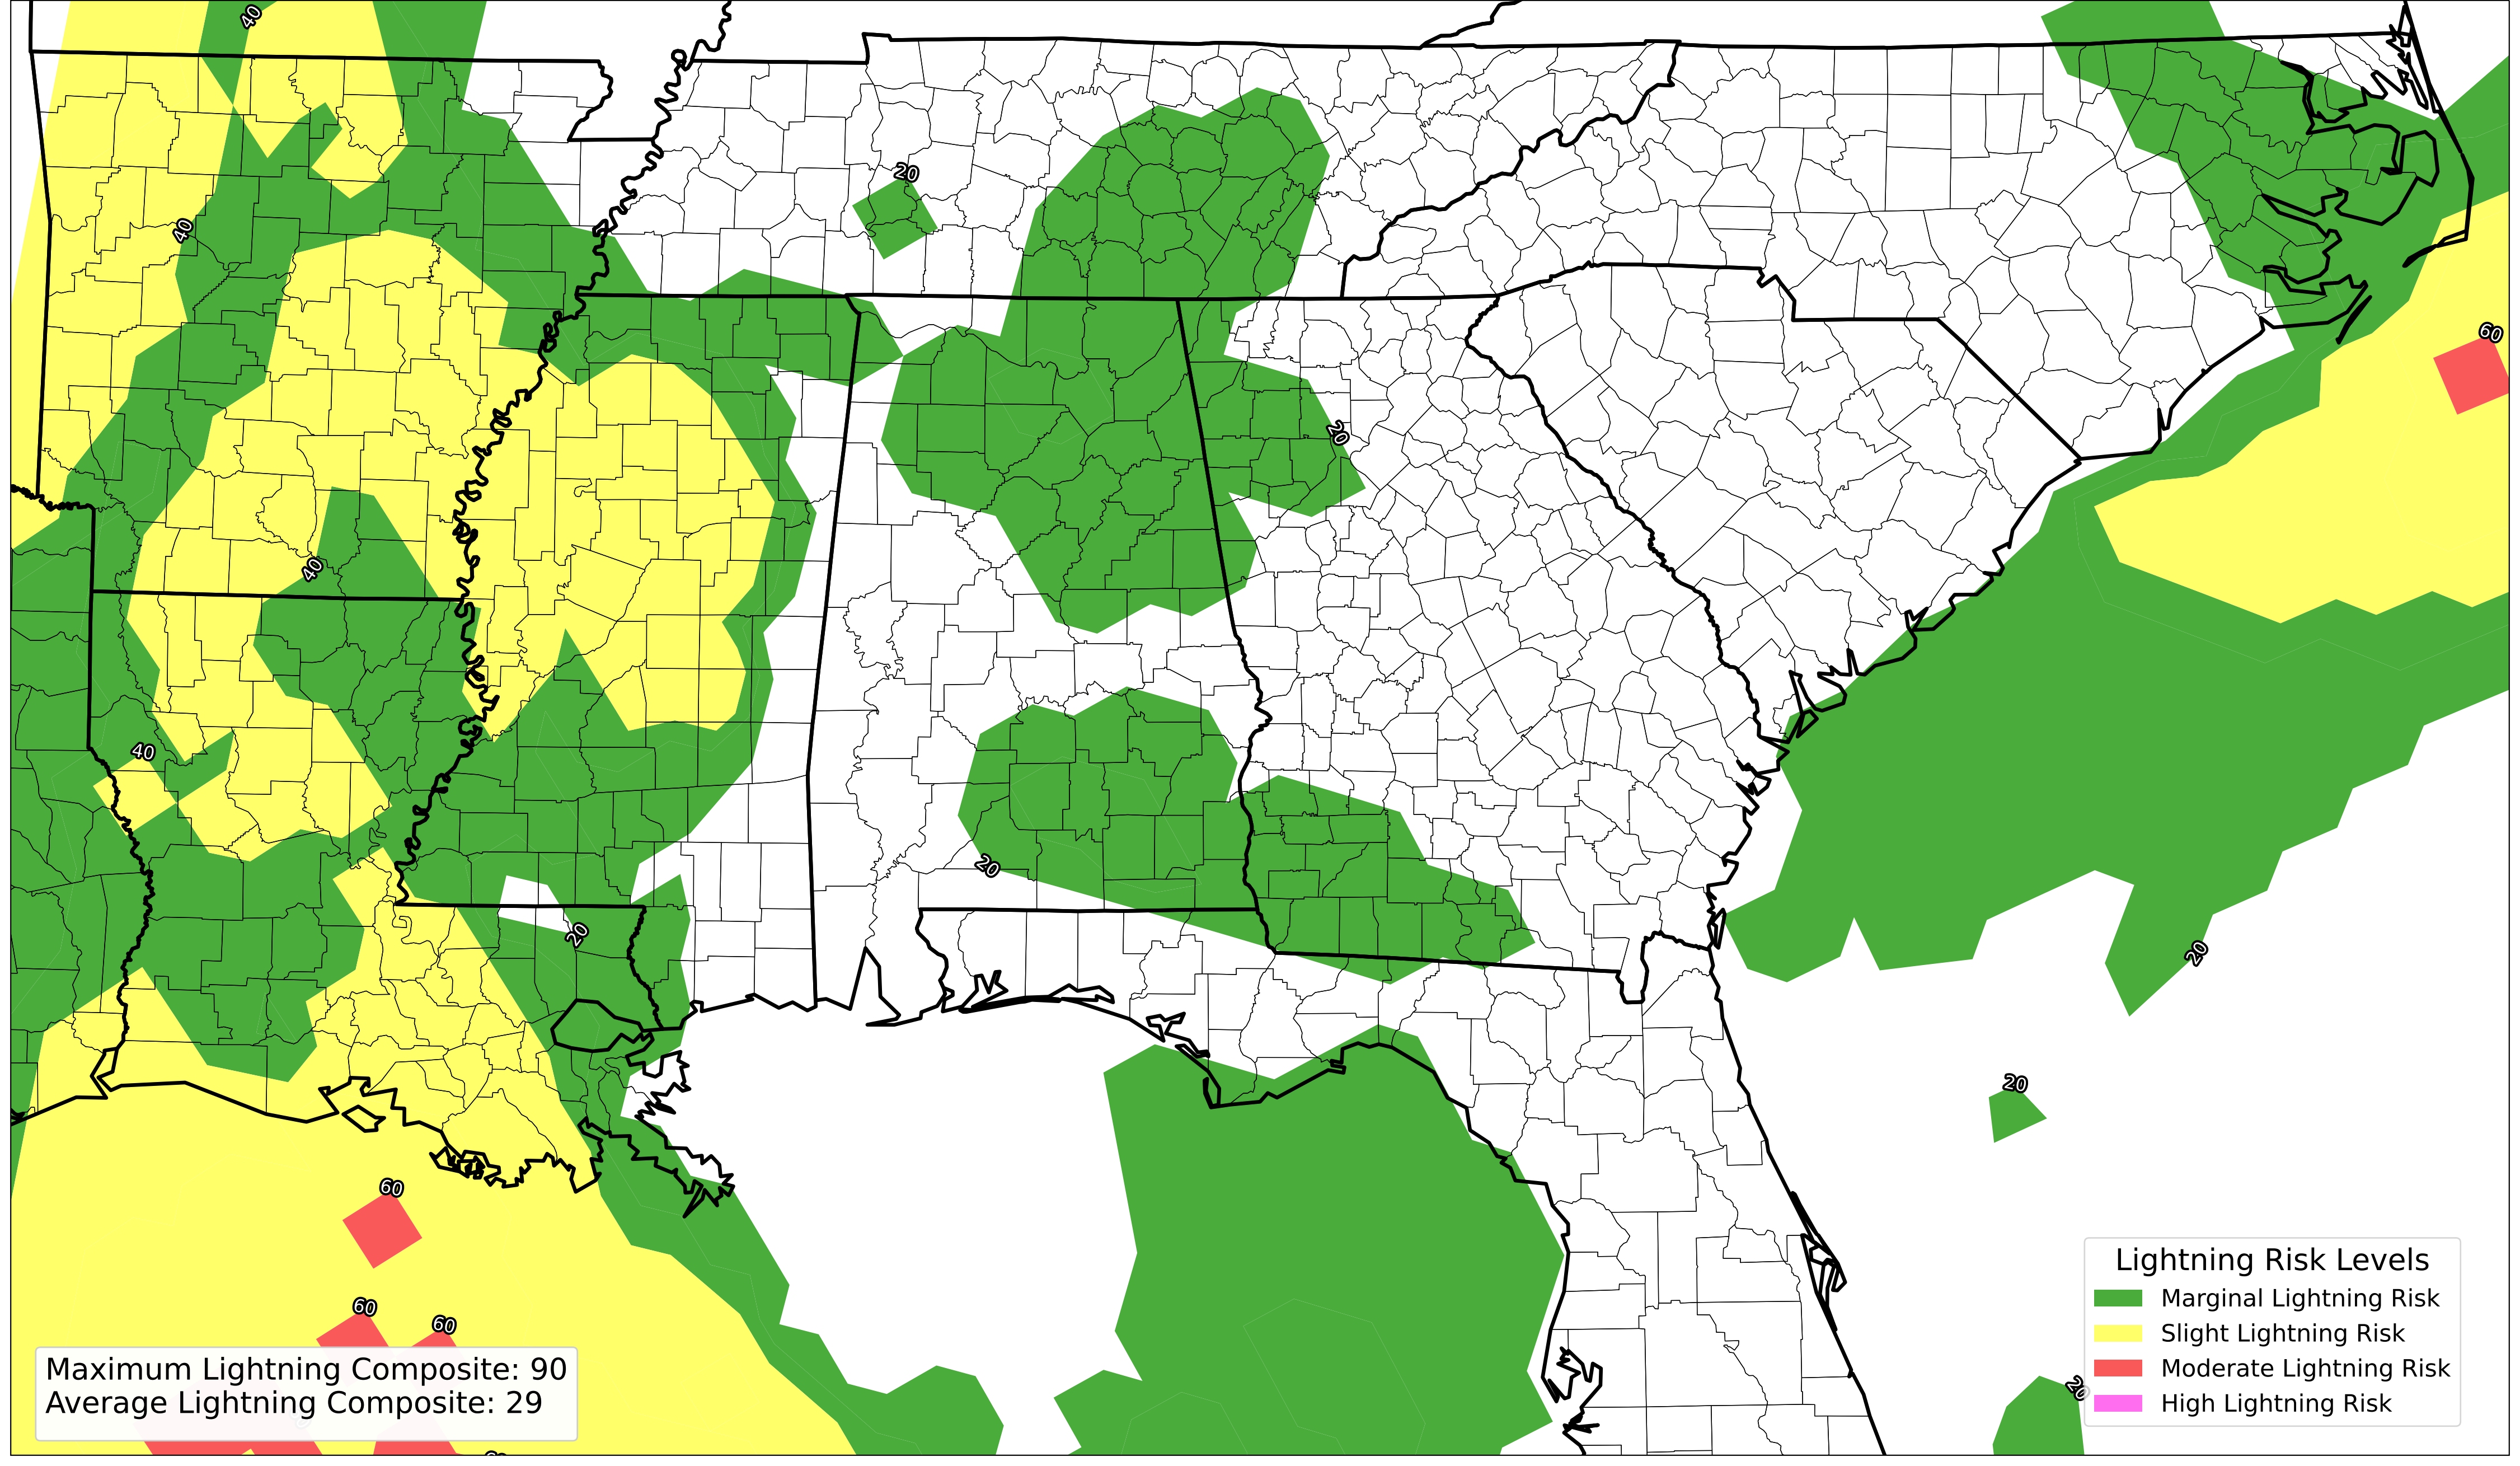 40
40
20
60
20
40
40
20
20
20
20
60
60
60
20
Lightning Risk Levels
Marginal Lightning Risk
Slight Lightning Risk
Moderate Lightning Risk
High Lightning Risk
Maximum Lightning Composite: 90
Average Lightning Composite: 29